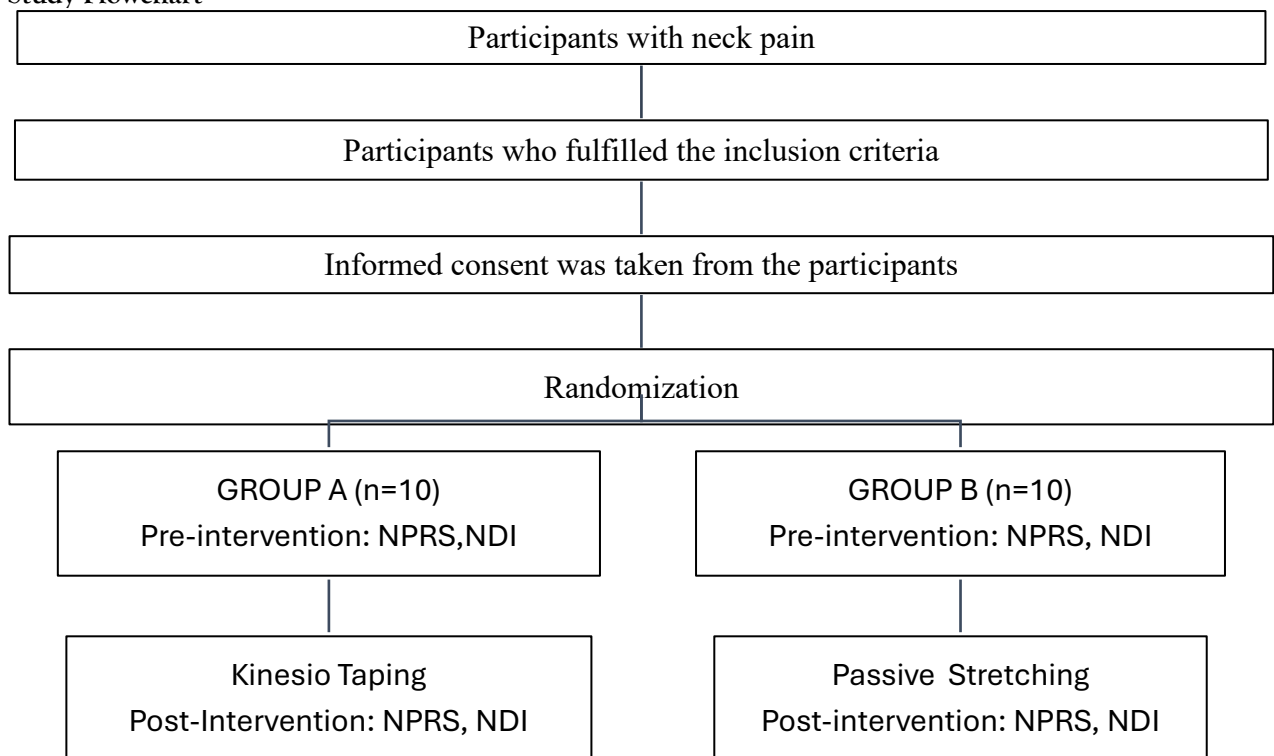 Study Flowchart
Participants with neck pain
Participants who fulfilled the inclusion criteria
Informed consent was taken from the participants
Randomization
GROUP A (n=10)
Pre-intervention: NPRS,NDI
GROUP B (n=10)
Pre-intervention: NPRS, NDI
Kinesio Taping
Post-Intervention: NPRS, NDI
Passive Stretching
Post-intervention: NPRS, NDI